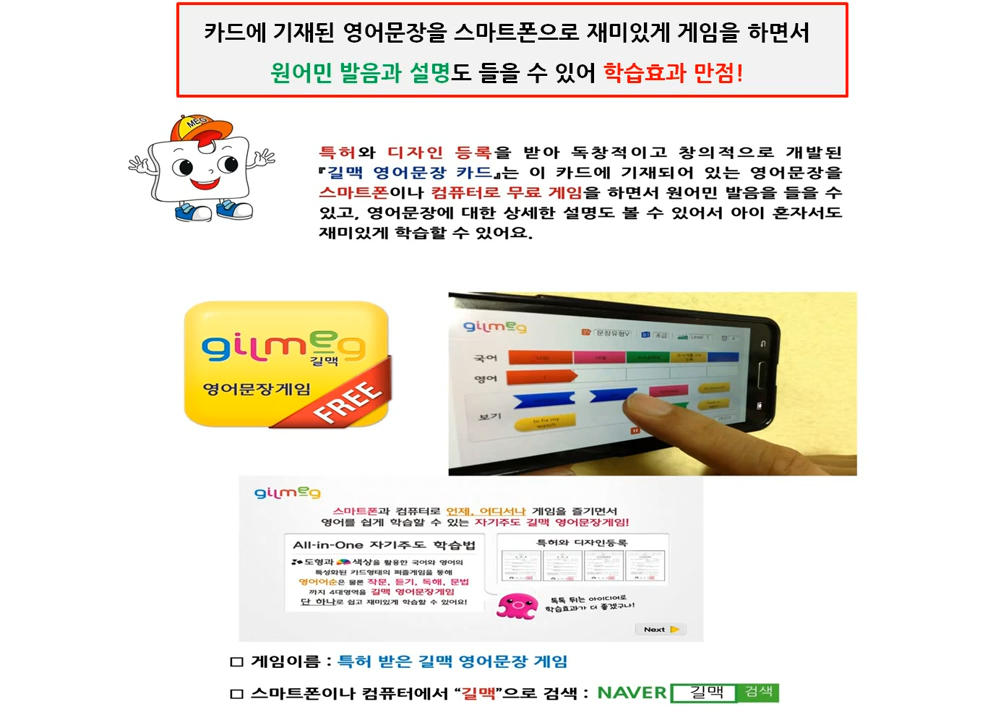 카드에 기재된 영어문장을 스마트폰으로 재미있게 게임을 하면서
원어민 발음과 설명도 들을 수 있어 학습효과 만점!
MEG
특허와 디자인 등록을 받아 독창적이고 창의적으로 개발된
『길맥 영어문장 카드』는 이 카드에 기재되어 있는 영어문장을
스마트폰이나 컴퓨터로 무료 게임을 하면서 원어민 발음을 들을 수
있고, 영어문장에 대한 상세한 설명도 볼 수 있어서 아이 혼자서도
재미있게 학습할 수 있어요.
gilmeg
길맥
영어문장게임
FREE
gilmeg
국어
영어
보기
gilmeg
스마트폰과 컴퓨터로 언제, 어디서나 게임을 즐기면서
영어를 쉽게 학습할 수 있는 자기주도 길맥 영어문장게임!
All-in-One 자기주도 학습법
도형과 색상을 활용한 국어와 영어의
특성화된 카드형태의 퍼즐게임을 통해
영어어순은 물론 작문, 듣기, 독해, 문법
까지 4대영역을 길맥 영어문장게임
단 하나로 쉽고 재미있게 학습할 수 있어요!
특허와 디자인등록
톡톡 튀는 아이디어로
학습효과가 더 좋겠구나!
Next
□ 게임이름 : 특허 받은 길맥 영어문장 게임
□ 스마트폰이나 컴퓨터에서 “길맥”으로 검색 : NAVER 길맥 검색